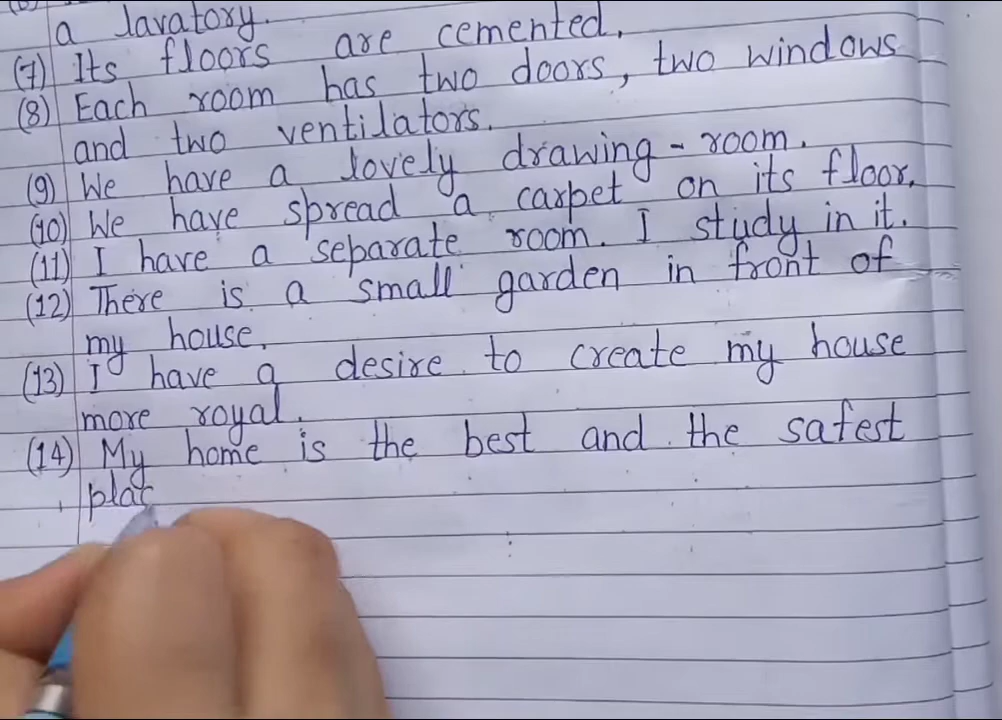 a lavatory.
(7) Its floors are cemented.
(8) Each room has two doors, two windows
and two ventilators.
(9) We have a lovely drawing-room.
(10) We have spread a carpet on its floor.
(11) I have a separate room. I study in it.
(12) There is a small garden in front of
my house.
(13) I have a desire to create my house
more royal.
(14) My home is the best and the safest
plac